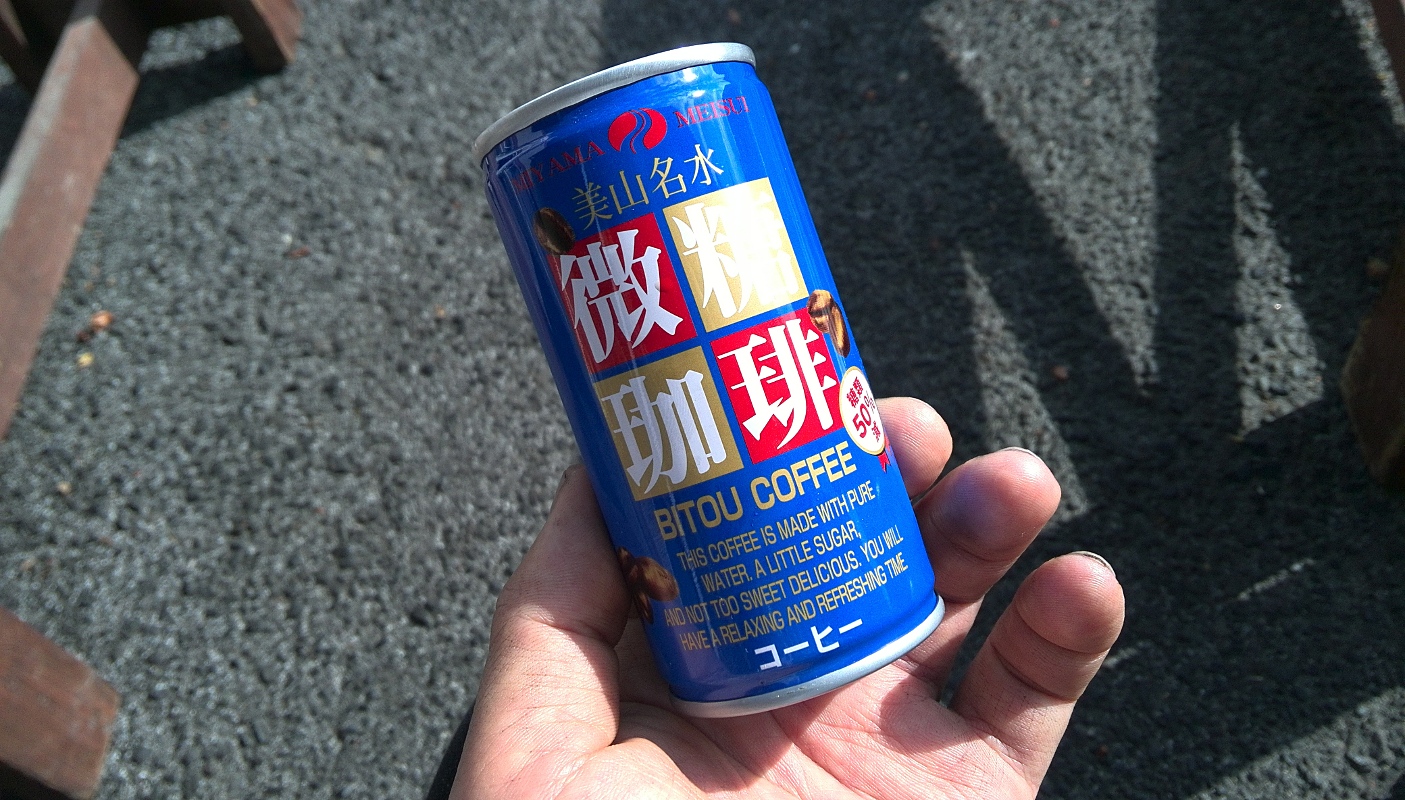 MIYAMA MEISUI
美山名水
微糖
珈琲
糖類
50%
減
BITOU COFFEE
THIS COFFEE IS MADE WITH PURE
WATER. A LITTLE SUGAR,
AND NOT TOO SWEET DELICIOUS. YOU WILL
HAVE A RELAXING AND REFRESHING TIME
コーヒー